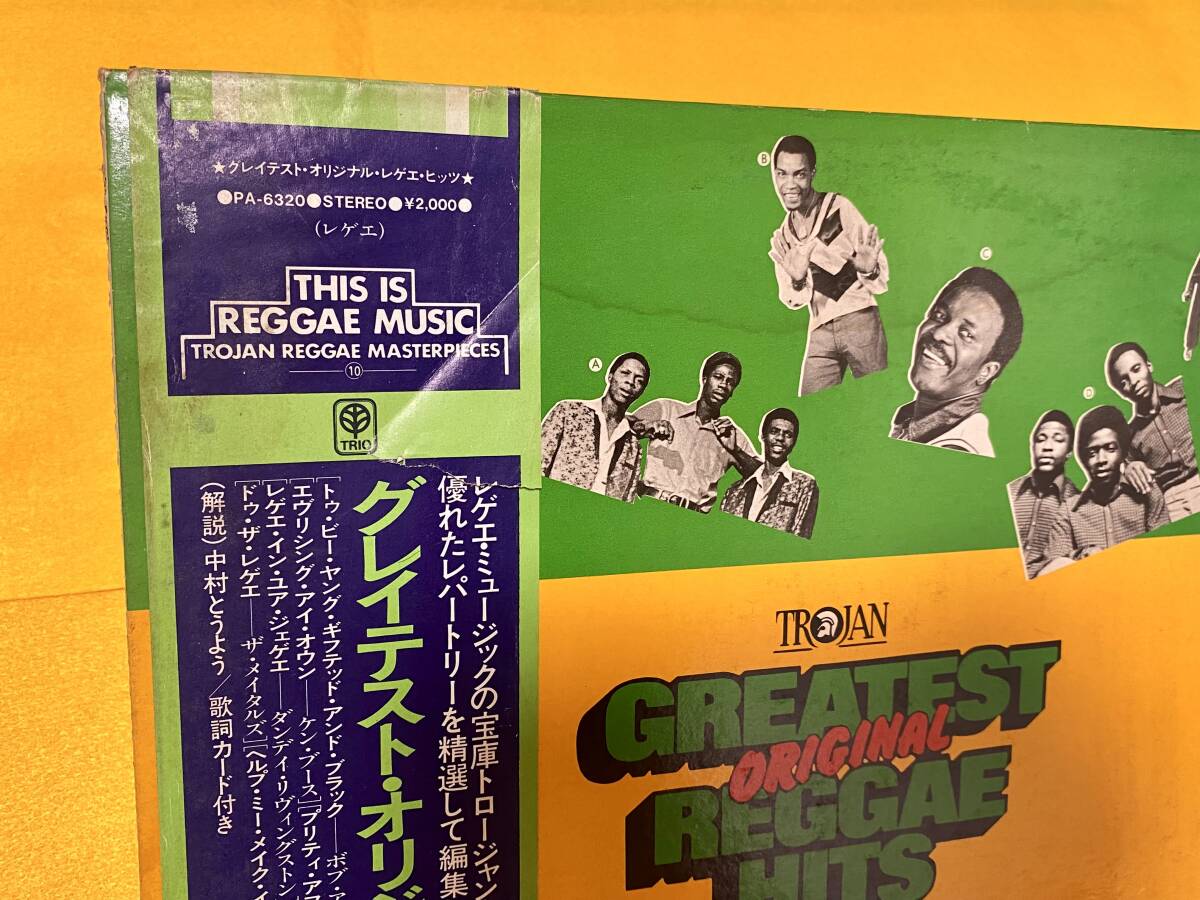 ★グレイテスト・オリジナル・レゲエ・ヒッツ★
●PA-6320●STEREO●¥2,000●
(レゲエ)
THIS IS
REGGAE MUSIC
TROJAN REGGAE MASTERPIECES
10
TRIO
レゲエ・ミュージックの宝庫トロージャン
優れたレパートリーを精選して編集
グレイテスト・オリ
[トゥ・ビー・ヤング・ギフテッド・アンド・ブラック——ボブ・ア
エヴリシング・アイ・オウン——ケン・ブース][プリティ・アフ
レゲエ・イン・ユア・ジェゲエ——ダンディ・リヴィングストン
ドゥ・ザ・レゲエ——ザ・メイタルズ][ヘルプ・ミー・メイク・イ
(解説)中村とうよう/歌詞カード付き
A
B
C
D
TROJAN
GREATEST
ORIGINAL
REGGAE
HITS